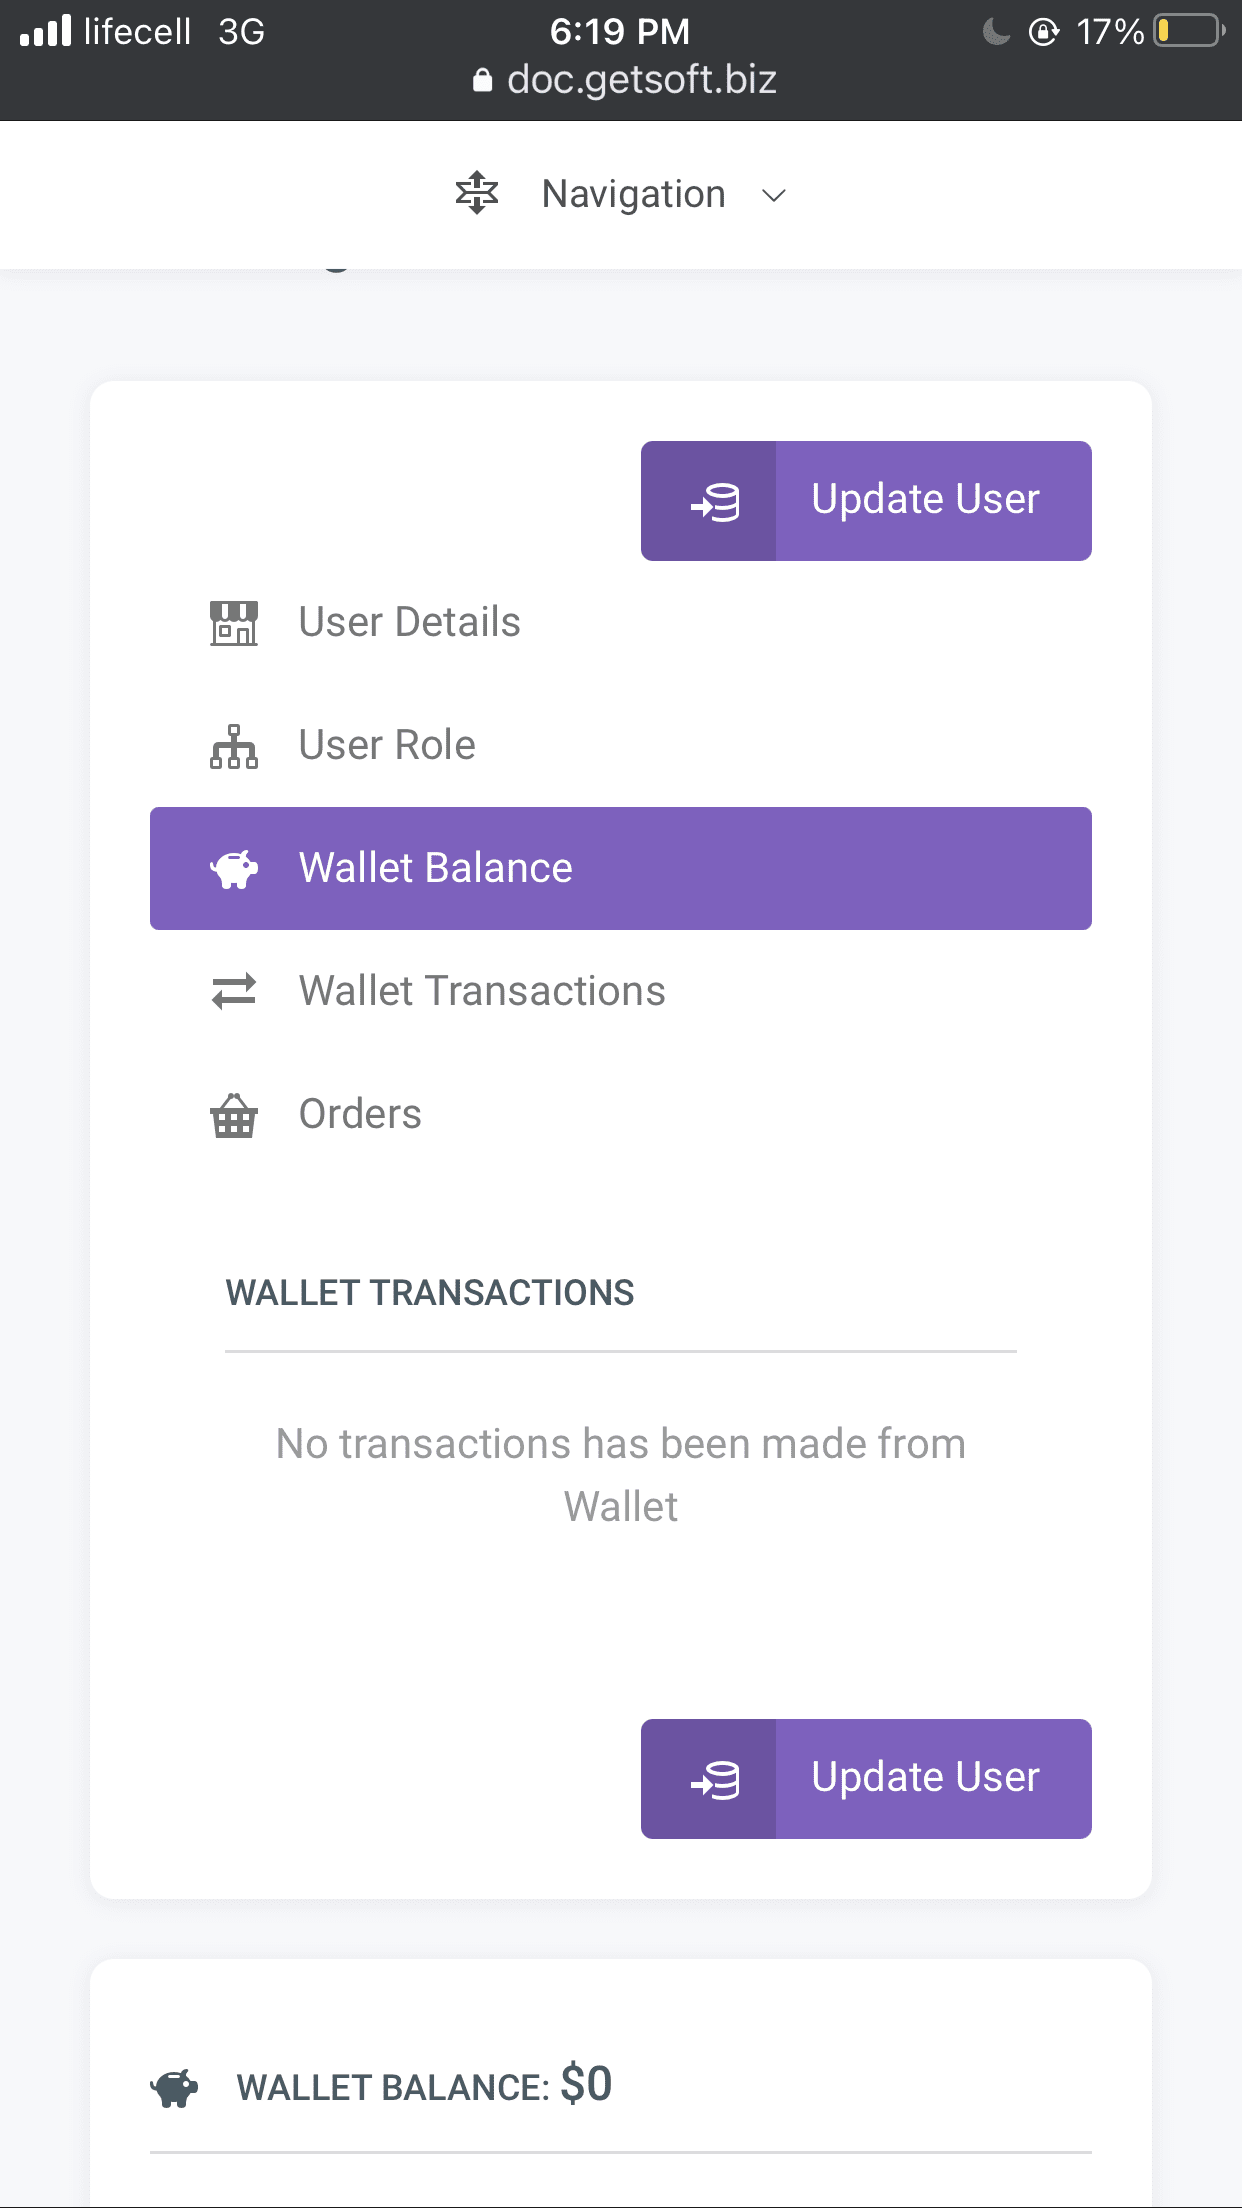 lifecell 3G 6:19 PM 17%
doc.getsoft.biz
Navigation
Update User
User Details
User Role
Wallet Balance
Wallet Transactions
Orders
WALLET TRANSACTIONS
No transactions has been made from
Wallet
Update User
WALLET BALANCE: $0